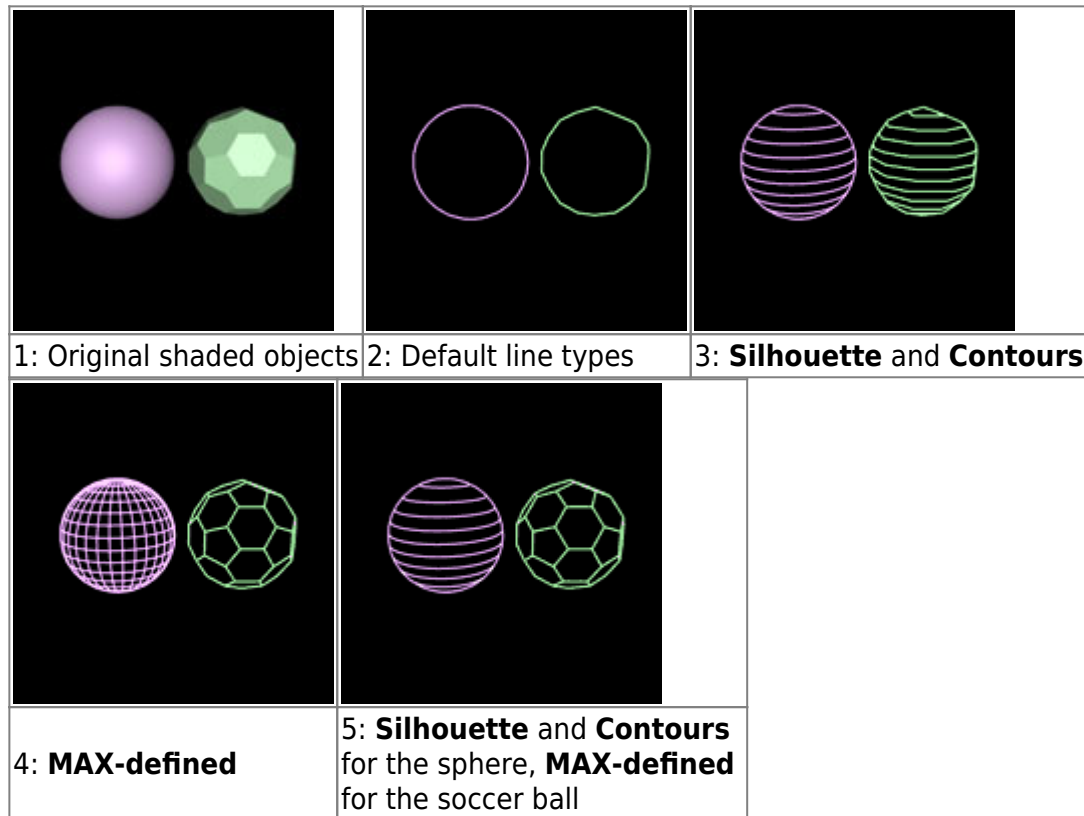 1: Original shaded objects
2: Default line types
3: Silhouette and Contours
4: MAX-defined
5: Silhouette and Contours
for the sphere, MAX-defined
for the soccer ball